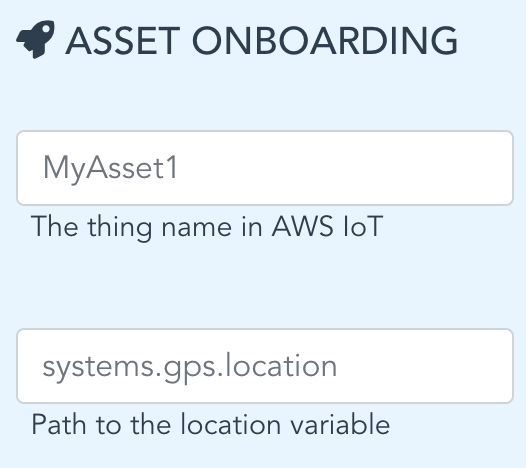 ASSET ONBOARDING
MyAsset1
The thing name in AWS IoT
systems.gps.location
Path to the location variable